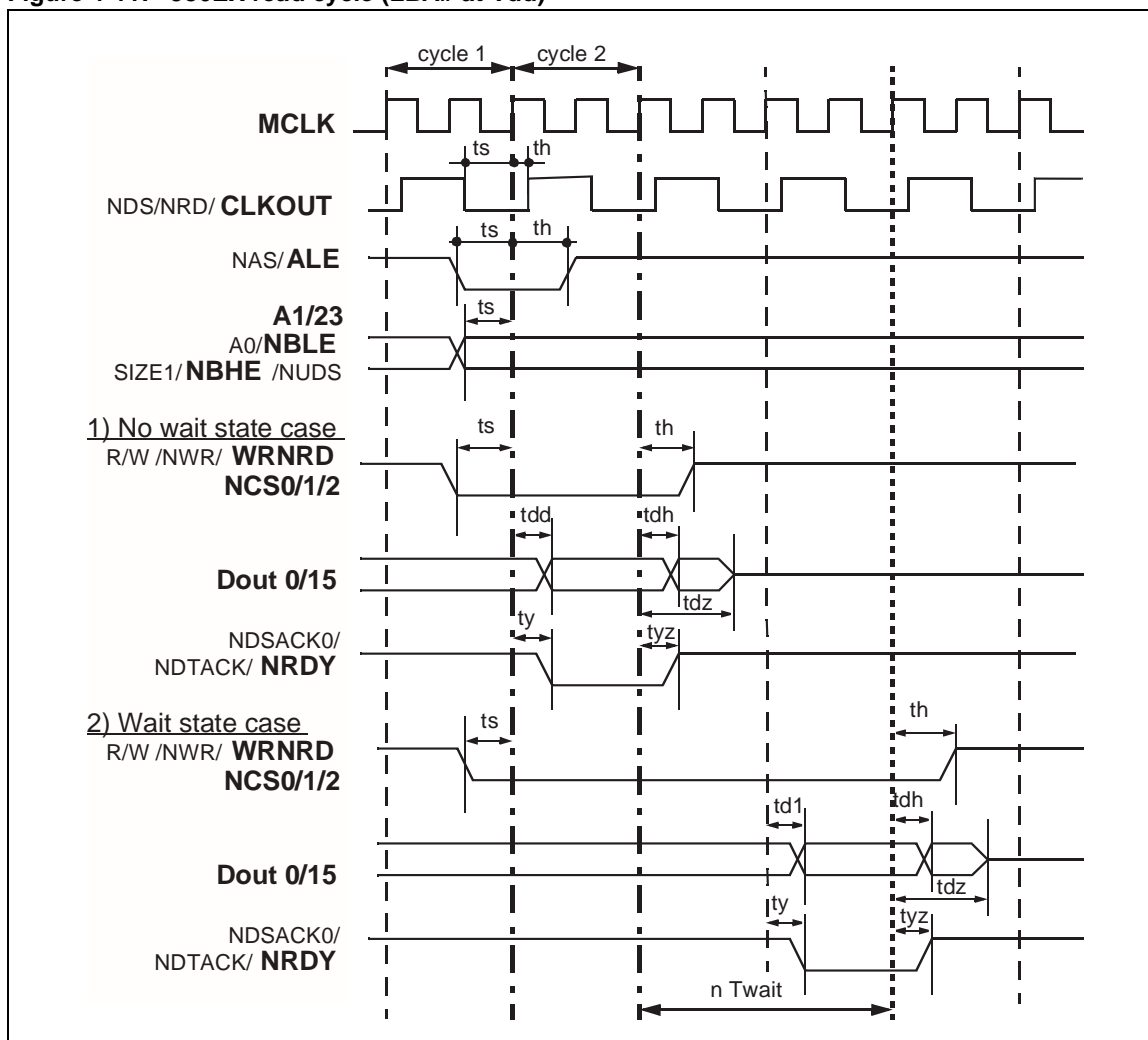 cycle 1 cycle 2
MCLK
ts th
NDS/NRD/ CLKOUT
ts th
NAS/ ALE
ts
A1/23
A0/NBLE
SIZE1/ NBHE /NUDS
1) No wait state case
ts th
R/W /NWR/ WRNRD
NCS0/1/2
tdd tdh
Dout 0/15
tdz
ty tyz
NDSACK0/
NDTACK/ NRDY
2) Wait state case
ts th
R/W /NWR/ WRNRD
NCS0/1/2
td1 tdh
Dout 0/15
tdz
ty tyz
NDSACK0/
NDTACK/ NRDY
n Twait